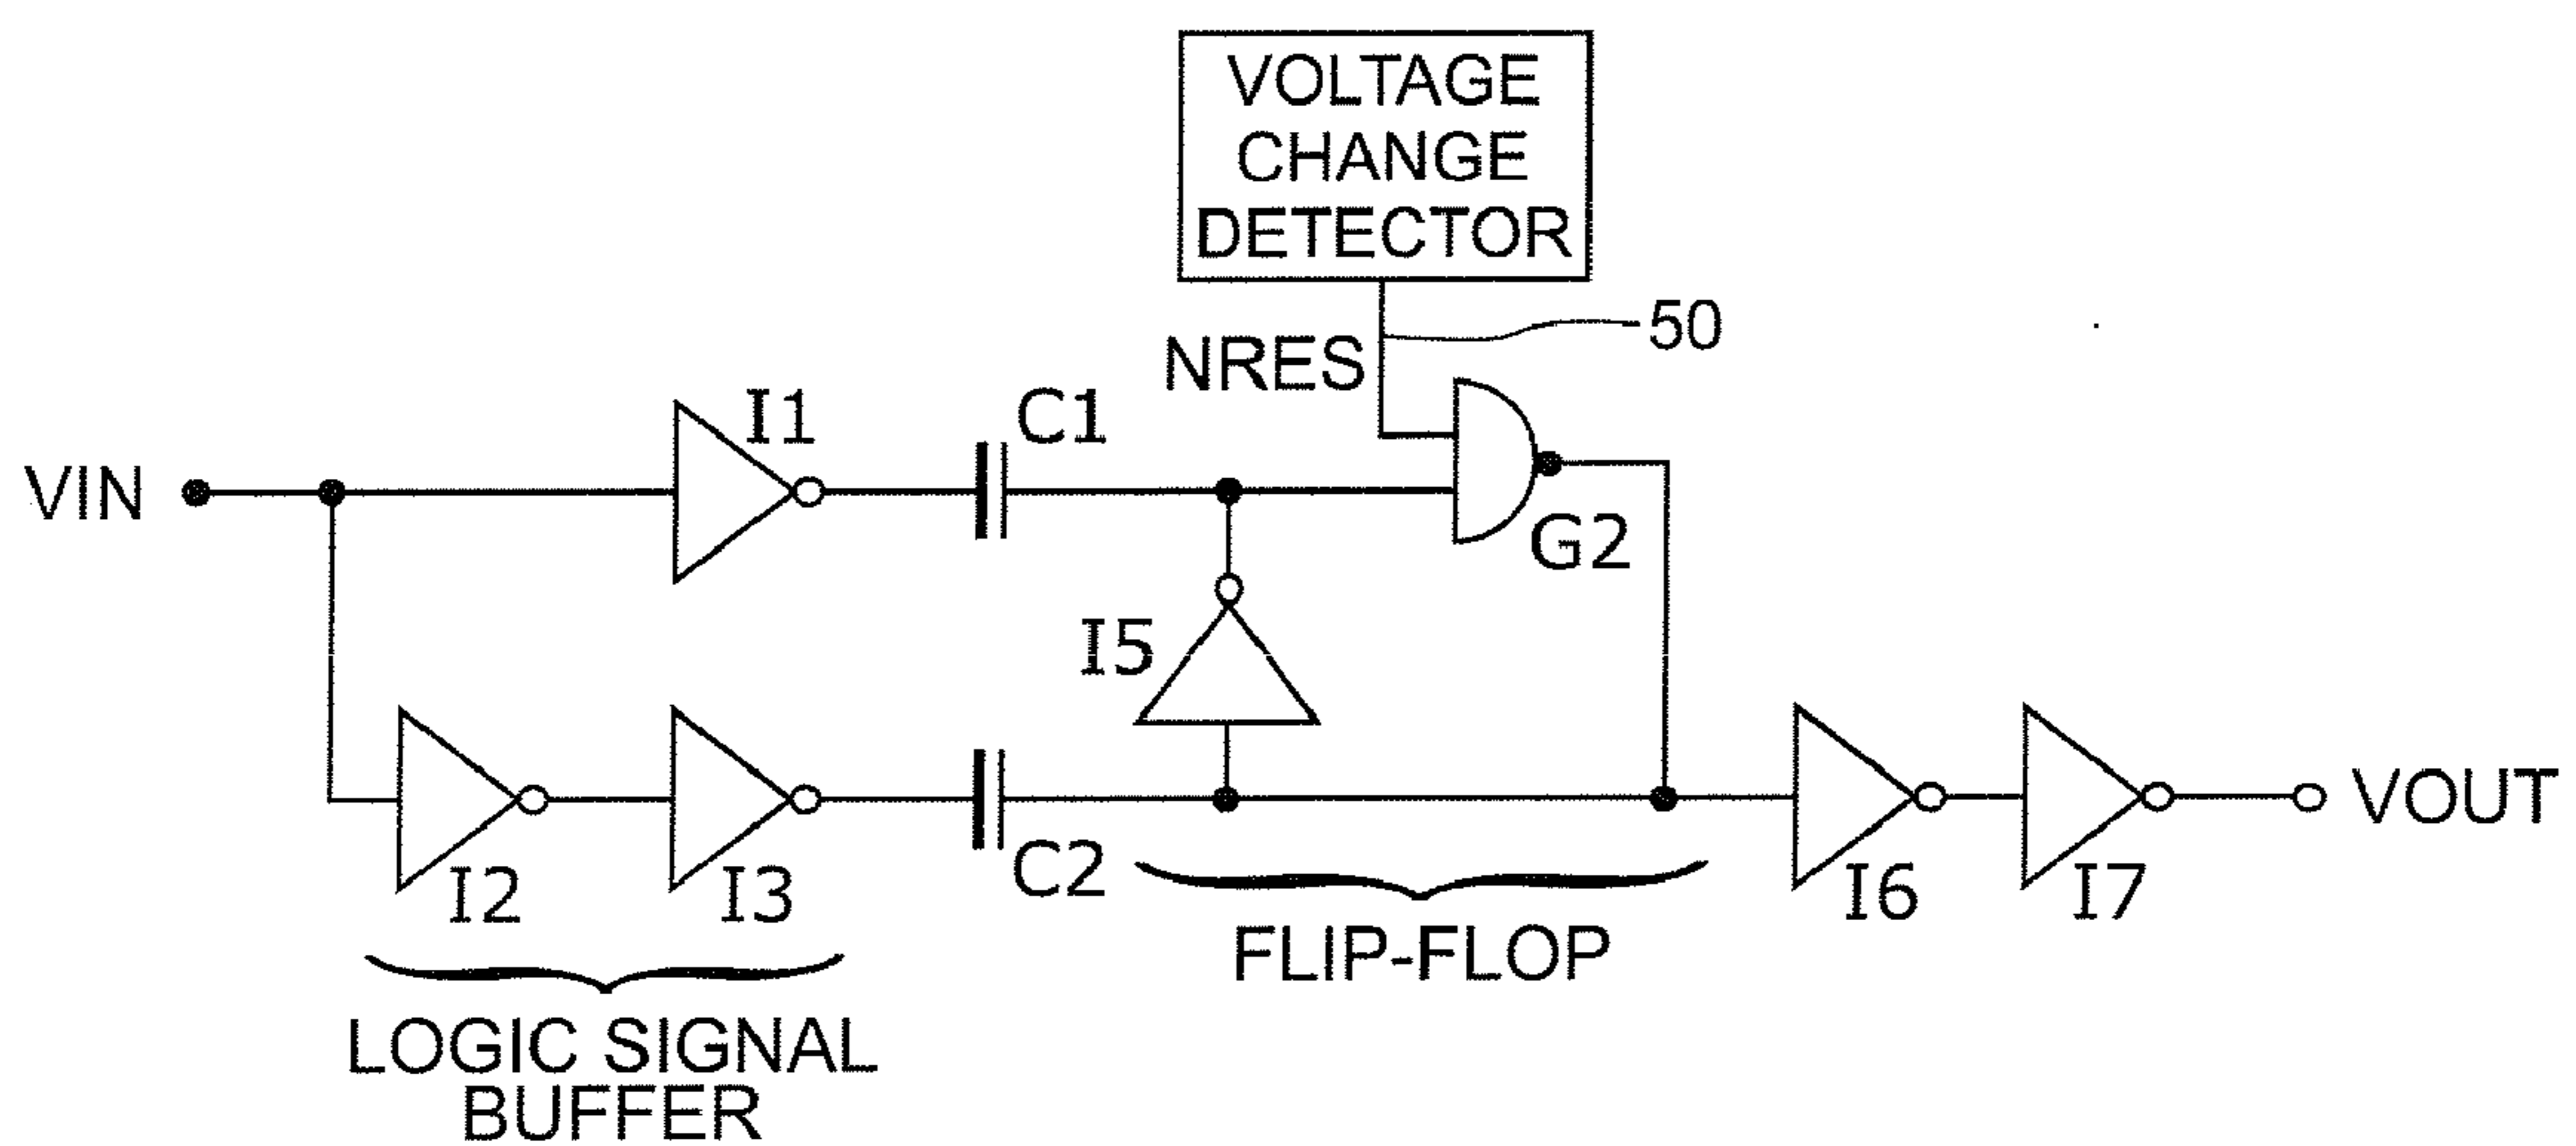 VOLTAGE
CHANGE
DETECTOR
50
NRES
I1
C1
VIN
G2
I5
I2
I3
C2
I6
I7
VOUT
FLIP-FLOP
LOGIC SIGNAL
BUFFER